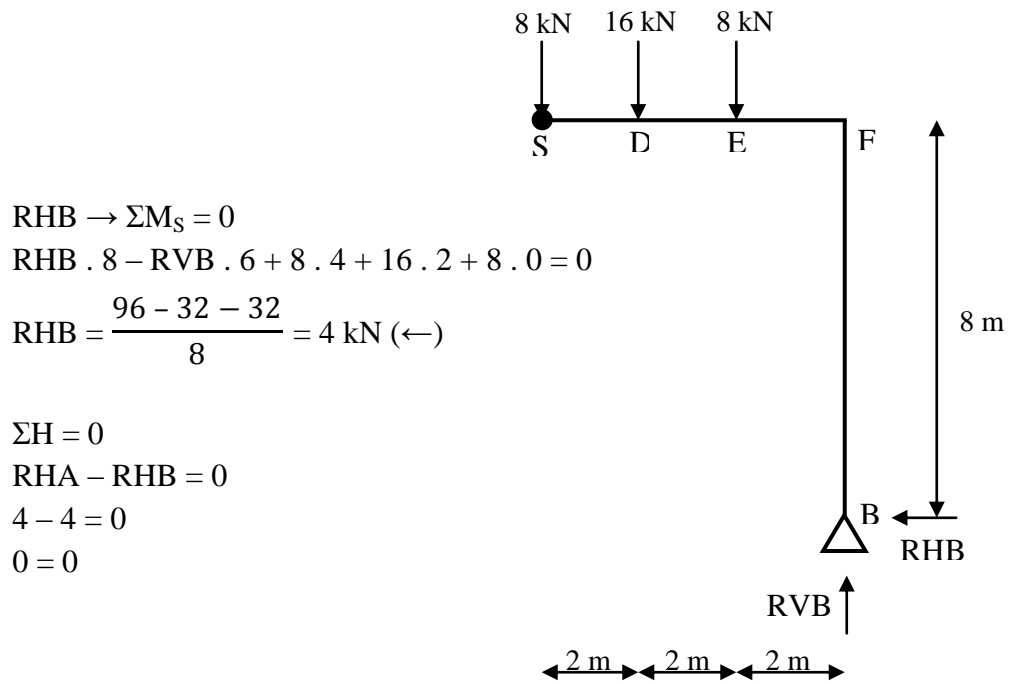 8 kN 16 kN 8 kN
S D E F
RHB → ΣM_S = 0
RHB . 8 – RVB . 6 + 8 . 4 + 16 . 2 + 8 . 0 = 0
RHB = \frac{96 – 32 − 32}{8} = 4 kN (←)
8 m
ΣH = 0
RHA – RHB = 0
4 – 4 = 0
0 = 0
B
RHB
RVB
2 m 2 m 2 m